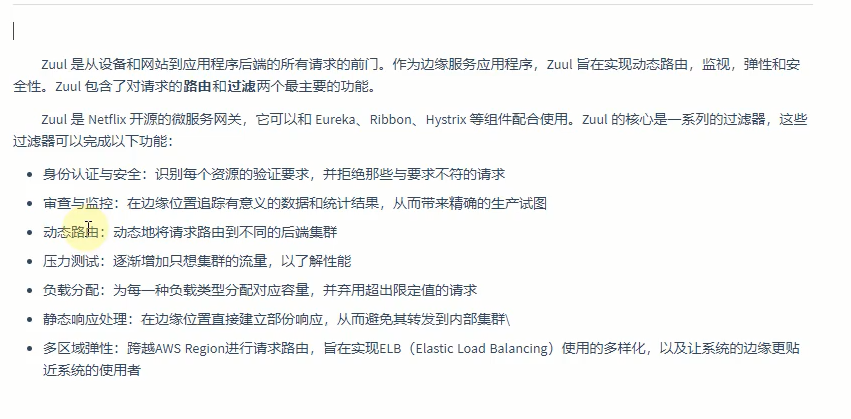 Zuul 是从设备和网站到应用程序后端的所有请求的前门。作为边缘服务应用程序，Zuul 旨在实现动态路由，监视，弹性和安
全性。Zuul 包含了对请求的路由和过滤两个最主要的功能。
Zuul 是 Netflix 开源的微服务网关，它可以和 Eureka、Ribbon、Hystrix 等组件配合使用。Zuul 的核心是一系列的过滤器，这些
过滤器可以完成以下功能：
• 身份认证与安全：识别每个资源的验证要求，并拒绝那些与要求不符的请求
• 审查与监控：在边缘位置追踪有意义的数据和统计结果，从而带来精确的生产试图
• 动态路由：动态地将请求路由到不同的后端集群
• 压力测试：逐渐增加只想集群的流量，以了解性能
• 负载分配：为每一种负载类型分配对应容量，并弃用超出限定值的请求
• 静态响应处理：在边缘位置直接建立部份响应，从而避免其转发到内部集群\
• 多区域弹性：跨越AWS Region进行请求路由，旨在实现ELB（Elastic Load Balancing）使用的多样化，以及让系统的边缘更贴
近系统的使用者